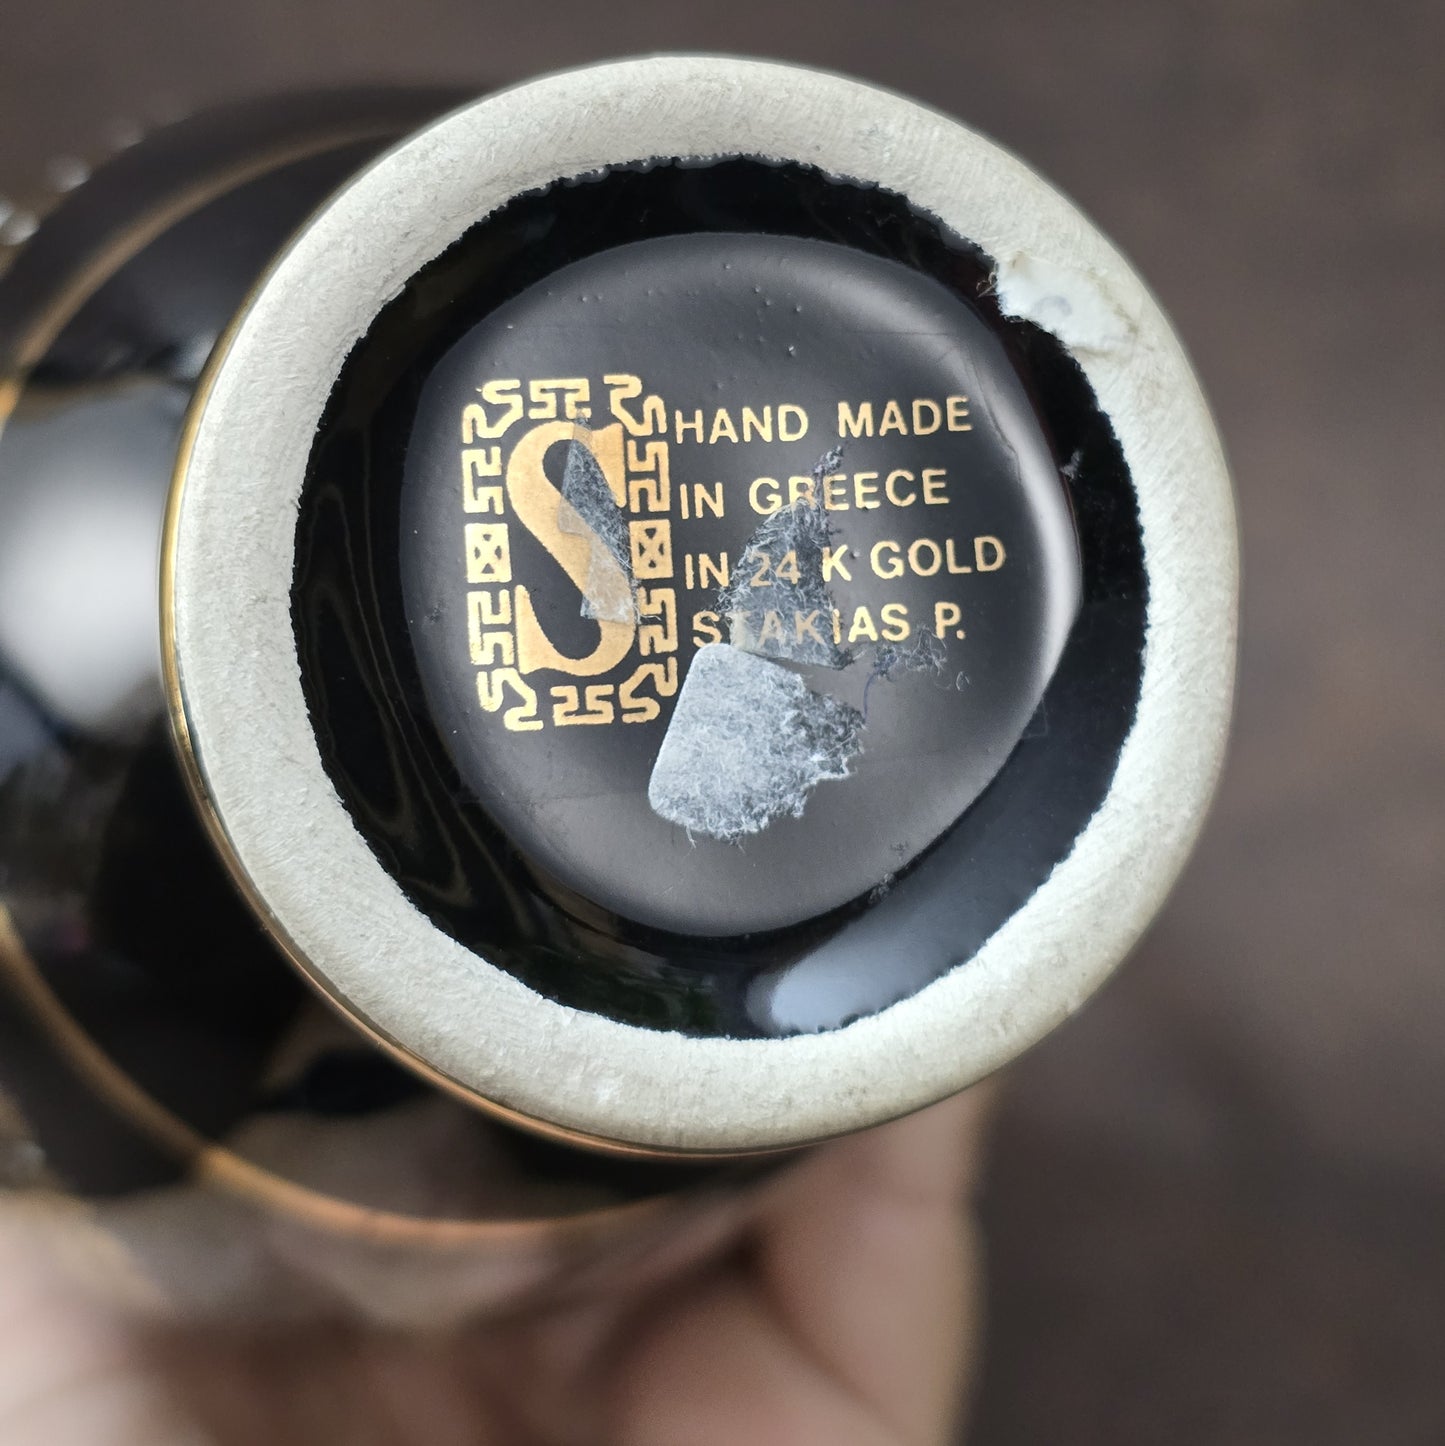 S
HAND MADE
IN GREECE
IN 24 K GOLD
STAKIAS P.